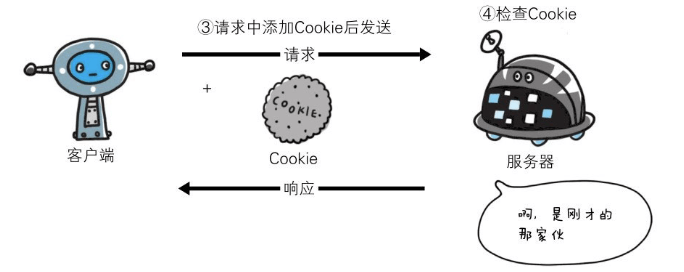 ③请求中添加Cookie后发送
④检查Cookie
请求
+
COOKIE.
客户端
Cookie
服务器
响应
啊，是刚才的
那家伙